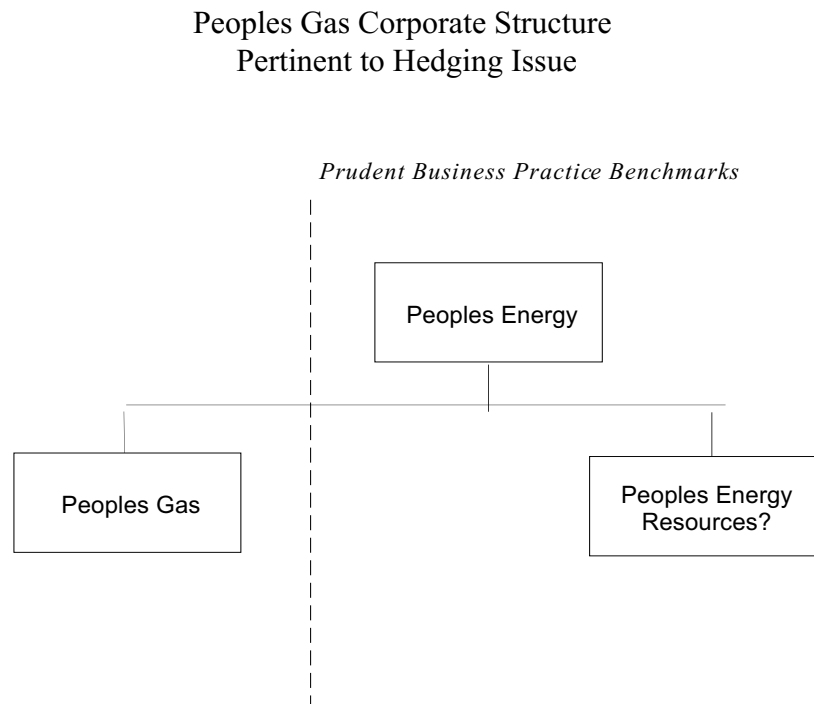 Peoples Gas Corporate Structure
Pertinent to Hedging Issue
Prudent Business Practice Benchmarks
Peoples Energy
Peoples Gas
Peoples Energy
Resources?